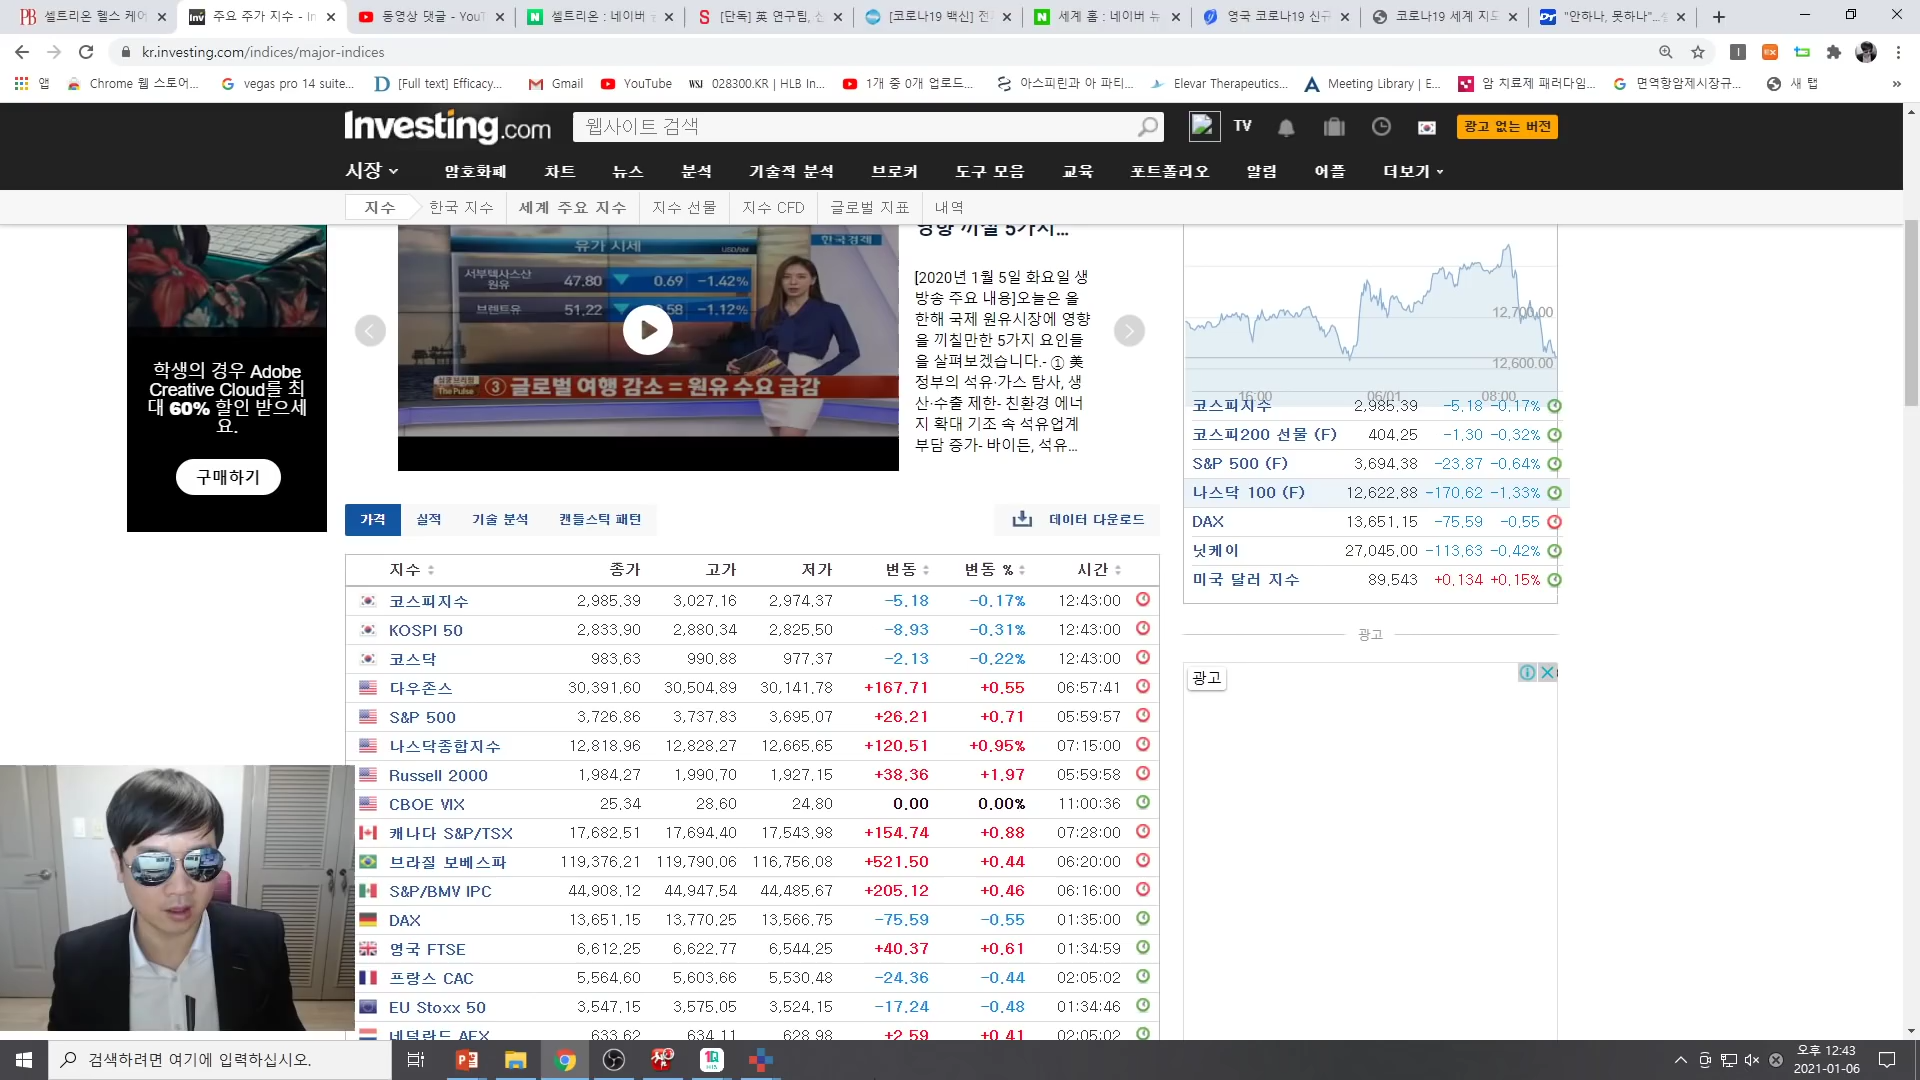 셀트리온 헬스 케어
주요 주가 지수 - In
동영상 댓글 - YouT
셀트리온 : 네이버
[단독] 英 연구팀,
[코로나19 백신] 전
세계 홈 : 네이버 뉴
영국 코로나19 신규
코로나19 세계 지도
"안하나, 못하나"...
kr.investing.com/indices/major-indices
앱
Chrome 웹 스토어...
vegas pro 14 suite...
[Full text] Efficacy...
Gmail
YouTube
028300.KR | HLB In...
1개 중 0개 업로드...
아스피린과 아 파티...
Elevar Therapeutics...
Meeting Library | E...
암 치료제 패러다임...
면역항암제시장규...
새 탭
»
Investing.com
웹사이트 검색
TV
광고 없는 버전
시장
암호화폐
차트
뉴스
분석
기술적 분석
브로커
도구 모음
교육
포트폴리오
알림
어플
더보기
지수
한국 지수
세계 주요 지수
지수 선물
지수 CFD
글로벌 지표
내역
학생의 경우 Adobe
Creative Cloud를 최
대 60% 할인 받으세
요.
구매하기
유가 시세
USD/bbl
한국경제
서부텍사스산
원유
47.80 ▼ 0.69 -1.42%
브렌트유 51.22 ▼ .58 -1.12%
The Pulse
③ 글로벌 여행 감소 = 원유 수요 급감
영향 끼칠 5가지...
[2020년 1월 5일 화요일 생
방송 주요 내용]오늘은 올
한해 국제 원유시장에 영향
을 끼칠만한 5가지 요인들
을 살펴보겠습니다.- ① 美
정부의 석유·가스 탐사, 생
산·수출 제한- 친환경 에너
지 확대 기조 속 석유업계
부담 증가- 바이든, 석유...
12,700.00
12,600.00
16:00 06/01 08:00
코스피지수 2,985.39 -5.18 -0.17%
코스피200 선물 (F) 404.25 -1.30 -0.32%
S&P 500 (F) 3,694.38 -23.87 -0.64%
나스닥 100 (F) 12,622.88 -170.62 -1.33%
DAX 13,651.15 -75.59 -0.55
닛케이 27,045.00 -113.63 -0.42%
미국 달러 지수 89.543 +0.134 +0.15%
광고
광고
가격
실적
기술 분석
캔들스틱 패턴
데이터 다운로드
지수 종가 고가 저가 변동 변동 % 시간
코스피지수 2,985.39 3,027.16 2,974.37 -5.18 -0.17% 12:43:00
KOSPI 50 2,833.90 2,880.34 2,825.50 -8.93 -0.31% 12:43:00
코스닥 983.63 990.88 977.37 -2.13 -0.22% 12:43:00
다우존스 30,391.60 30,504.89 30,141.78 +167.71 +0.55 06:57:41
S&P 500 3,726.86 3,737.83 3,695.07 +26.21 +0.71 05:59:57
나스닥종합지수 12,818.96 12,828.27 12,665.65 +120.51 +0.95% 07:15:00
Russell 2000 1,984.27 1,990.70 1,927.15 +38.36 +1.97 05:59:58
CBOE VIX 25.34 28.60 24.80 0.00 0.00% 11:00:36
캐나다 S&P/TSX 17,682.51 17,694.40 17,543.98 +154.74 +0.88 07:28:00
브라질 보베스파 119,376.21 119,790.06 116,756.08 +521.50 +0.44 06:20:00
S&P/BMV IPC 44,908.12 44,947.54 44,485.67 +205.12 +0.46 06:16:00
DAX 13,651.15 13,770.25 13,566.75 -75.59 -0.55 01:35:00
영국 FTSE 6,612.25 6,622.77 6,544.25 +40.37 +0.61 01:34:59
프랑스 CAC 5,564.60 5,603.66 5,530.48 -24.36 -0.44 02:05:02
EU Stoxx 50 3,547.15 3,575.05 3,524.15 -17.24 -0.48 01:34:46
네덜란드 AEX 633.62 634.11 628.98 +2.59 +0.41 02:05:02
검색하려면 여기에 입력하십시오.
오후 12:43
2021-01-06